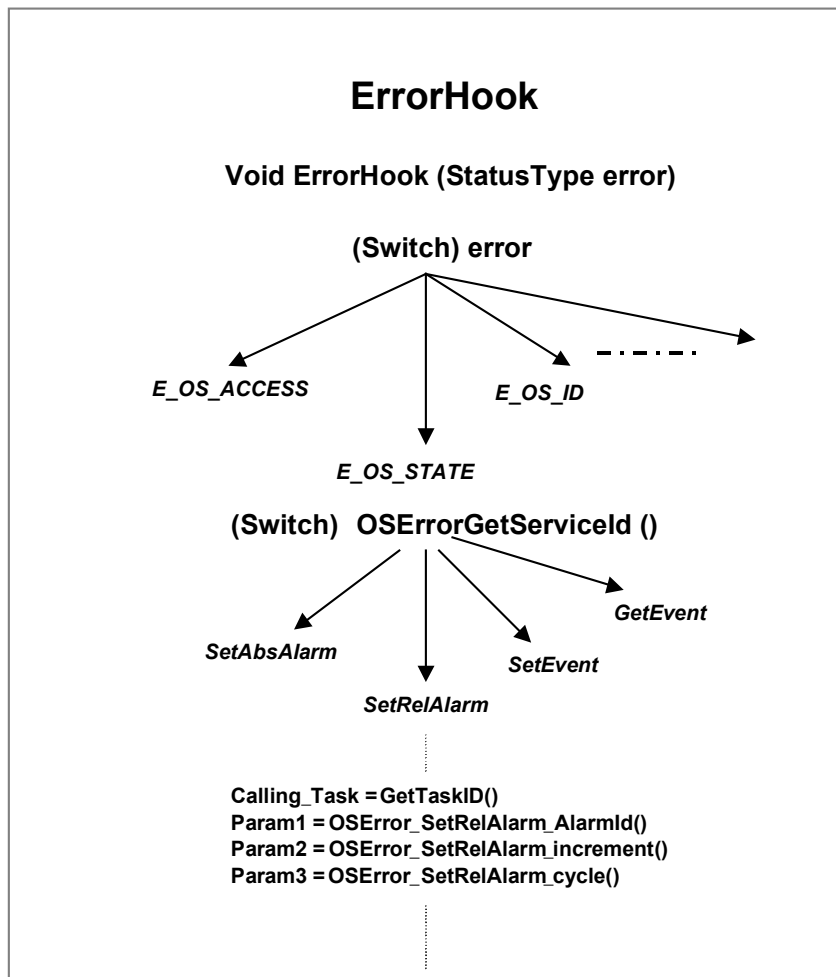 ErrorHook
Void ErrorHook (StatusType error)
(Switch) error
E_OS_ACCESS
E_OS_ID
E_OS_STATE
(Switch) OSErrorGetServiceId ()
GetEvent
SetAbsAlarm
SetEvent
SetRelAlarm
Calling_Task =GetTaskID()
Param1 =OSError_SetRelAlarm_AlarmId()
Param2 =OSError_SetRelAlarm_increment()
Param3 =OSError_SetRelAlarm_cycle()